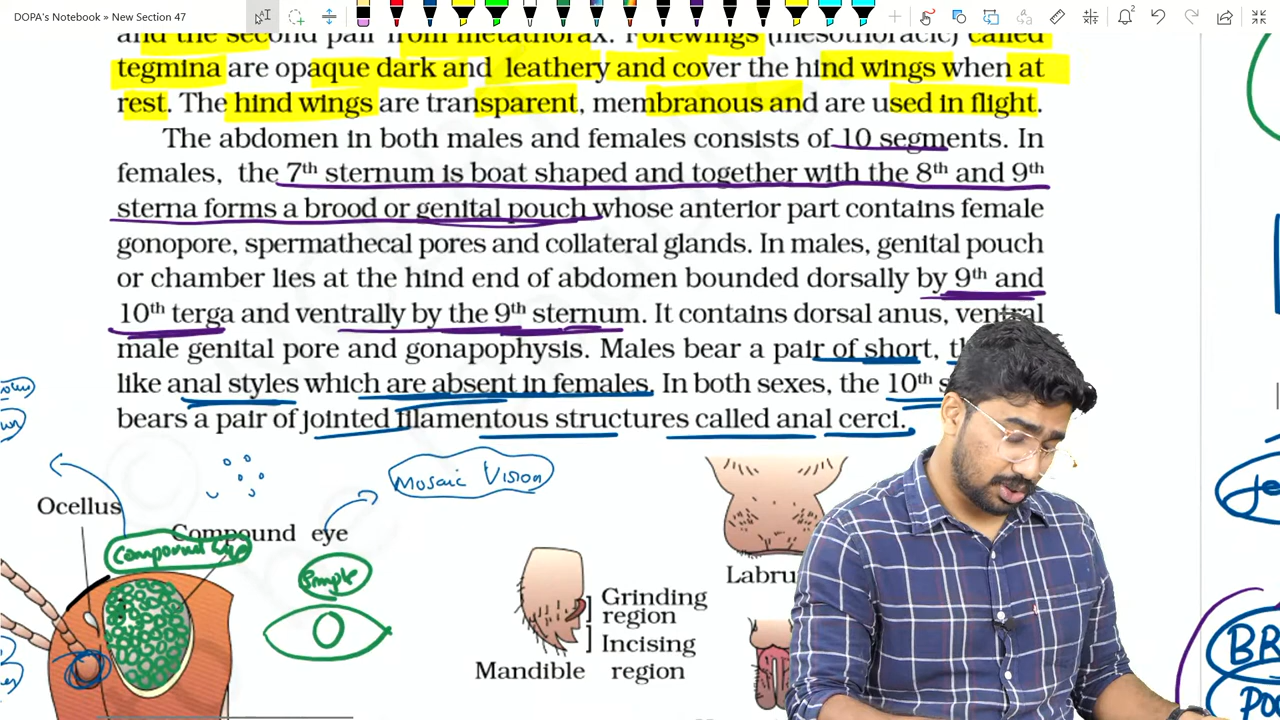 DOPA's Notebook » New Section 47
and the second pair from metathorax. Forewings (mesothoracic) called
tegmina are opaque dark and leathery and cover the hind wings when at
rest. The hind wings are transparent, membranous and are used in flight.
The abdomen in both males and females consists of 10 segments. In
females, the 7th sternum is boat shaped and together with the 8th and 9th
sterna forms a brood or genital pouch whose anterior part contains female
gonopore, spermathecal pores and collateral glands. In males, genital pouch
or chamber lies at the hind end of abdomen bounded dorsally by 9th and
10th terga and ventrally by the 9th sternum. It contains dorsal anus, ventral
male genital pore and gonapophysis. Males bear a pair of short,
like anal styles which are absent in females. In both sexes, the 10th
bears a pair of jointed filamentous structures called anal cerci.
Mosaic Vision
Ocellus
Compound eye
Compound eye
Simple
Grinding
region
Incising
region
Mandible
Labru